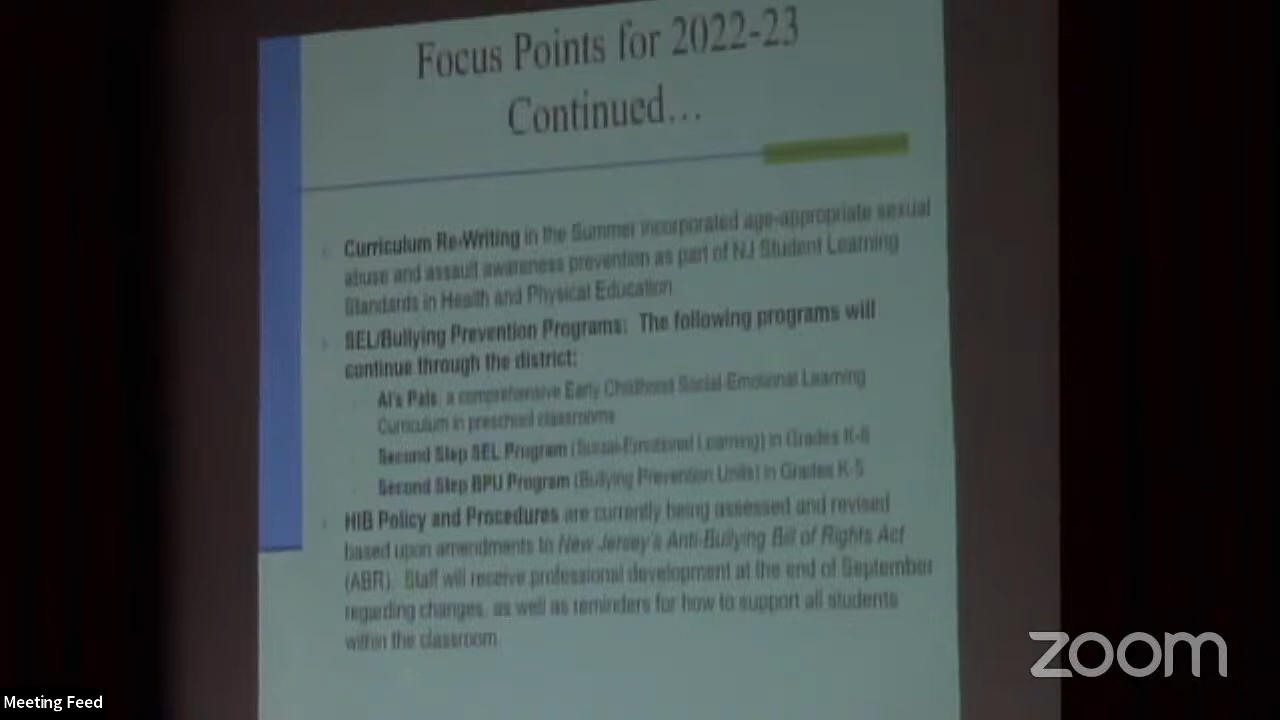 Focus Points for 2022-23
Continued...
Curriculum Re-Writing in the Summer incorporated age-appropriate sexual
abuse and assault awareness prevention as part of NJ Student Learning
Standards in Health and Physical Education
SEL/Bullying Prevention Programs: The following programs will
continue through the district:
Al's Pals: a comprehensive Early Childhood Social-Emotional Learning
Curriculum in preschool classrooms
Second Step SEL Program (Social-Emotional Learning) in Grades
Second Step BPU Program (Bullying Prevention Units) in Grades K-5
HIB Policy and Procedures are currently being assessed and revised
based upon amendments to New Jersey's Anti-Bullying Bill of Rights Act
(ABR). Staff will receive professional development at the end of September
regarding changes, as well as reminders for how to support all students
within the classroom.
zoom
Meeting Feed